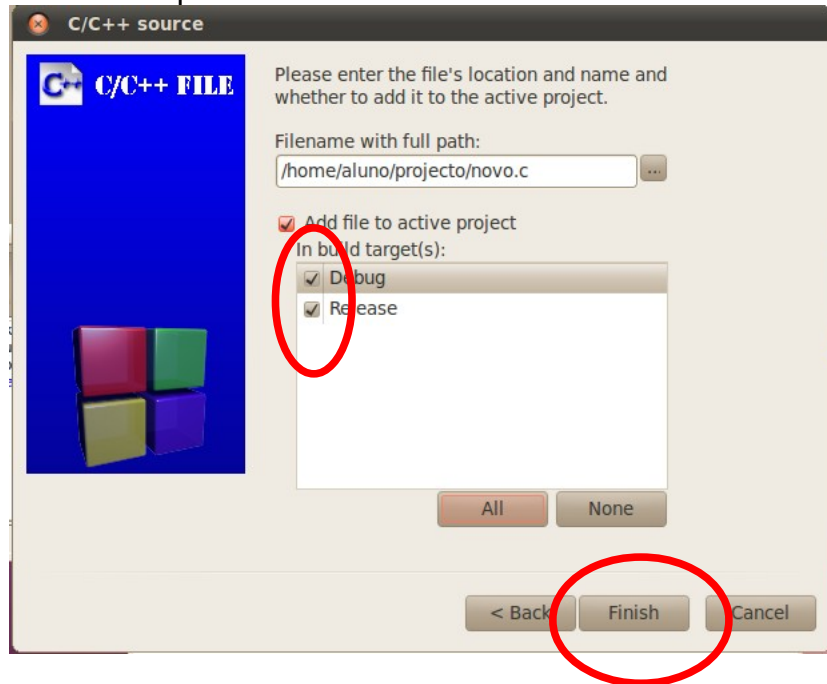 C/C++ source
C++ C/C++ FILE
Please enter the file's location and name and
whether to add it to the active project.
Filename with full path:
/home/aluno/projecto/novo.c
...
Add file to active project
In build target(s):
Debug
Release
All None
< Back Finish Cancel